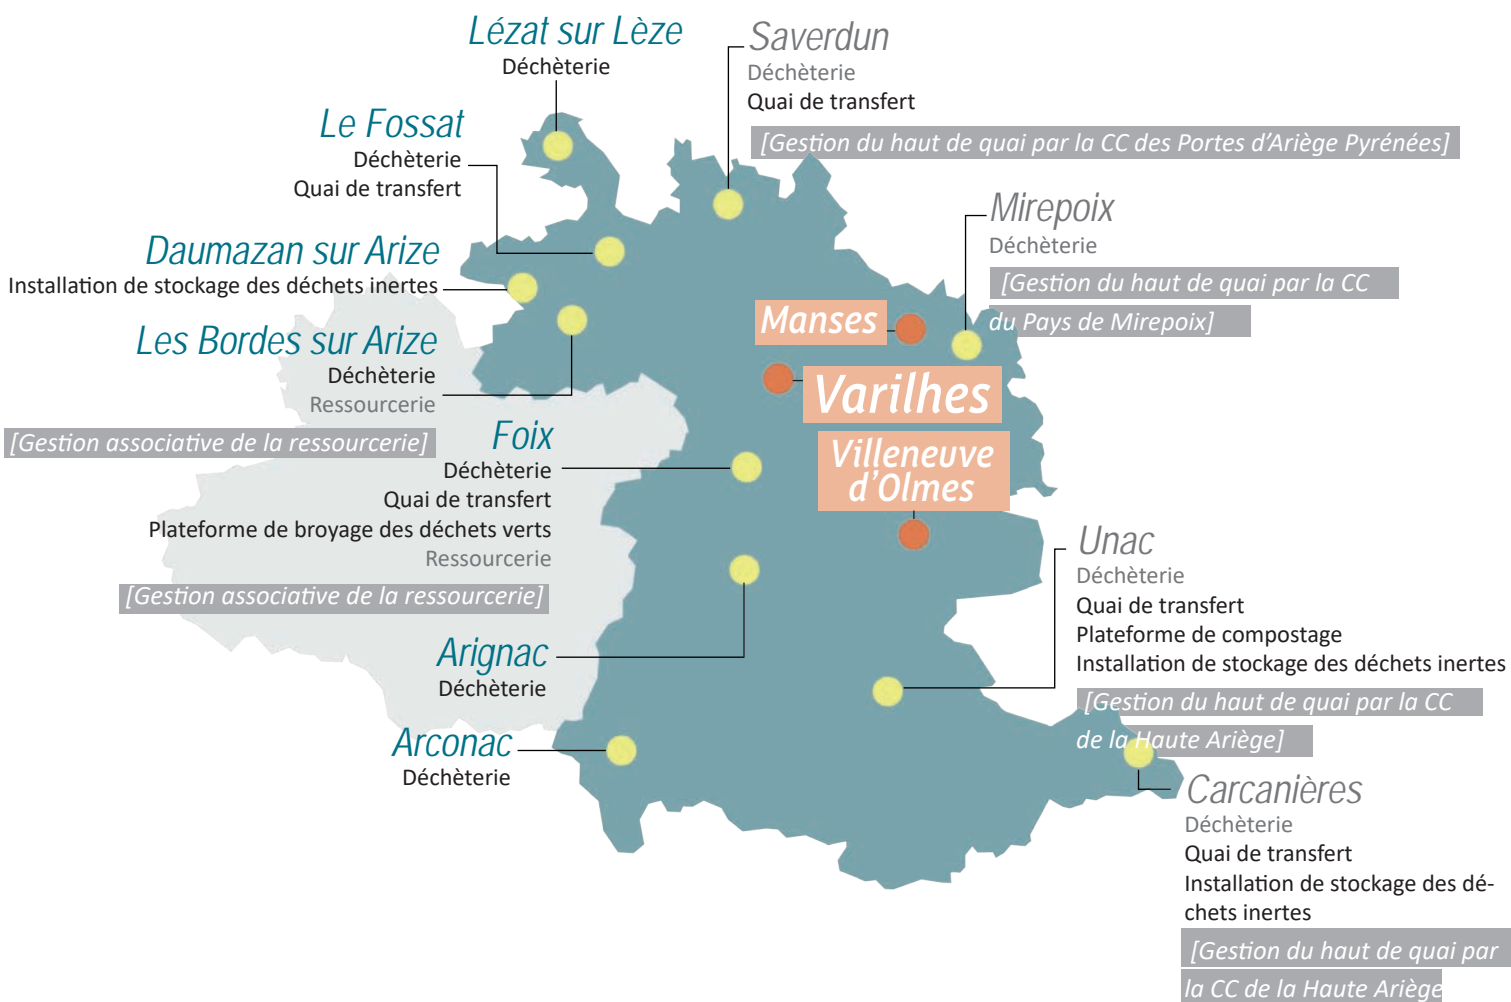 Lézat sur Lèze
Déchèterie
Saverdun
Déchèterie
Quai de transfert
[Gestion du haut de quai par la CC des Portes d'Ariège Pyrénées]
Le Fossat
Déchèterie
Quai de transfert
Mirepoix
Déchèterie
[Gestion du haut de quai par la CC
du Pays de Mirepoix]
Daumazan sur Arize
Installation de stockage des déchets inertes
Manses
Les Bordes sur Arize
Déchèterie
Ressourcerie
[Gestion associative de la ressourcerie]
Varilhes
Foix
Déchèterie
Quai de transfert
Plateforme de broyage des déchets verts
Ressourcerie
[Gestion associative de la ressourcerie]
Villeneuve
d'Olmes
Unac
Déchèterie
Quai de transfert
Plateforme de compostage
Installation de stockage des déchets inertes
[Gestion du haut de quai par la CC
de la Haute Ariège]
Arignac
Déchèterie
Arconac
Déchèterie
Carcanières
Déchèterie
Quai de transfert
Installation de stockage des dé-
chets inertes
[Gestion du haut de quai par
la CC de la Haute Ariège